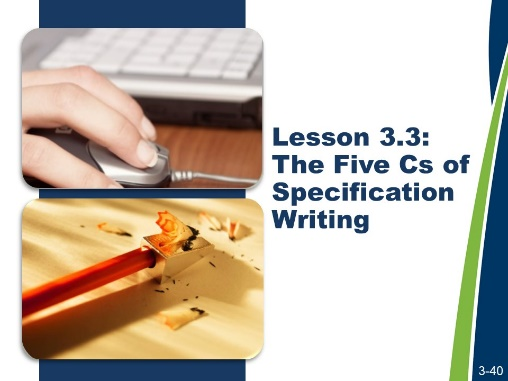 Lesson 3.3:
The Five Cs of
Specification
Writing
3-40